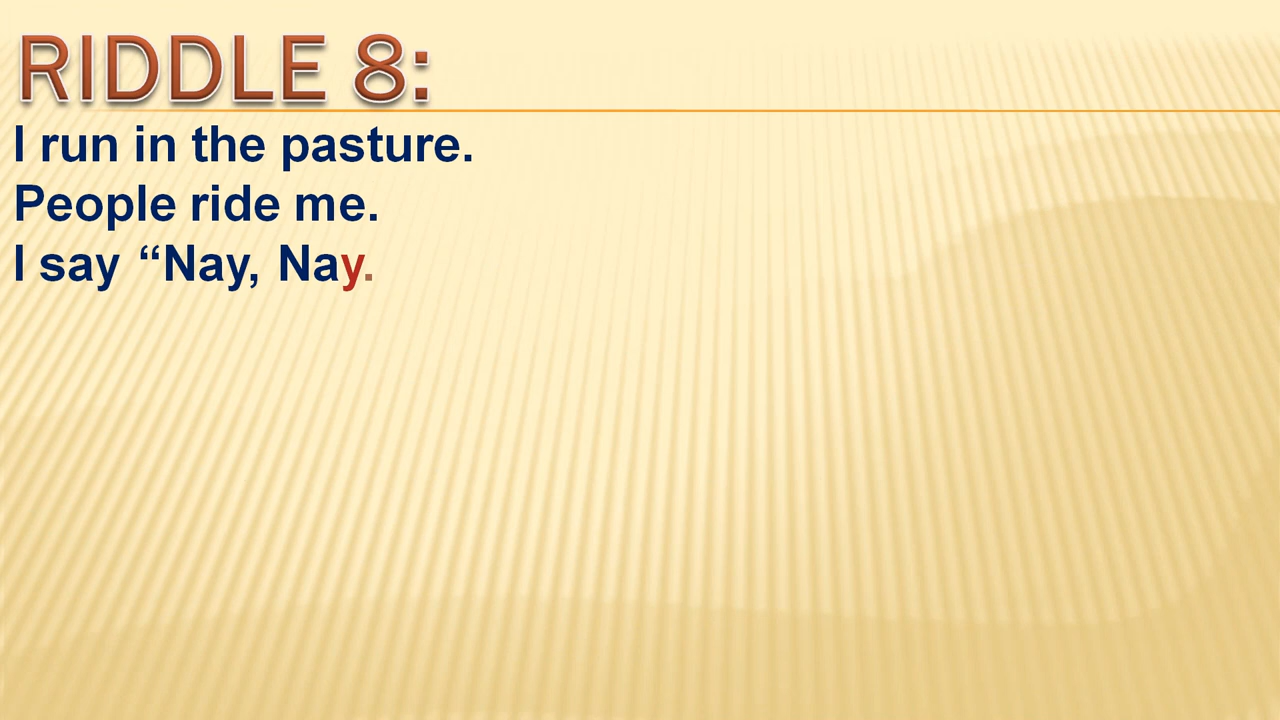 RIDDLE 8:
I run in the pasture.
People ride me.
I say “Nay, Nay.